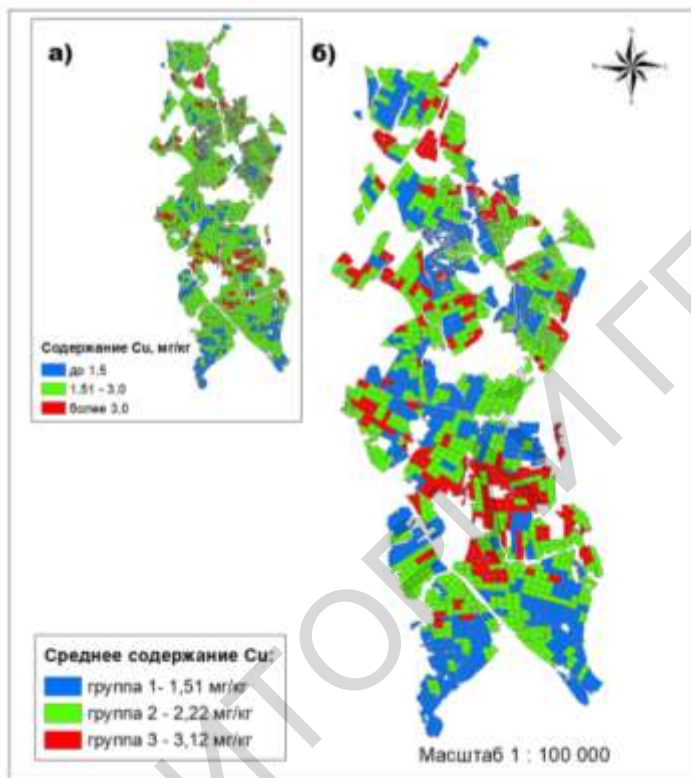 а)
б)
Содержание Cu, мг/кг
до 1,5
1,51 - 3,0
более 3,0
Среднее содержание Cu:
группа 1- 1,51 мг/кг
группа 2 - 2,22 мг/кг
группа 3 - 3,12 мг/кг
Масштаб 1 : 100 000